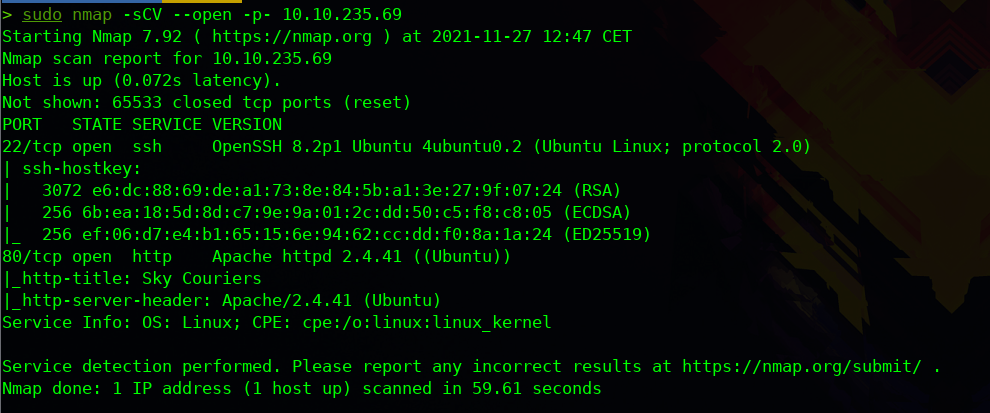 > sudo nmap -sCV --open -p- 10.10.235.69
Starting Nmap 7.92 ( https://nmap.org ) at 2021-11-27 12:47 CET
Nmap scan report for 10.10.235.69
Host is up (0.072s latency).
Not shown: 65533 closed tcp ports (reset)
PORT   STATE SERVICE VERSION
22/tcp open  ssh     OpenSSH 8.2p1 Ubuntu 4ubuntu0.2 (Ubuntu Linux; protocol 2.0)
| ssh-hostkey:
|   3072 e6:dc:88:69:de:a1:73:8e:84:5b:a1:3e:27:9f:07:24 (RSA)
|   256 6b:ea:18:5d:8d:c7:9e:9a:01:2c:dd:50:c5:f8:c8:05 (ECDSA)
|_  256 ef:06:d7:e4:b1:65:15:6e:94:62:cc:dd:f0:8a:1a:24 (ED25519)
80/tcp open  http    Apache httpd 2.4.41 ((Ubuntu))
|_http-title: Sky Couriers
|_http-server-header: Apache/2.4.41 (Ubuntu)
Service Info: OS: Linux; CPE: cpe:/o:linux:linux_kernel
Service detection performed. Please report any incorrect results at https://nmap.org/submit/ .
Nmap done: 1 IP address (1 host up) scanned in 59.61 seconds